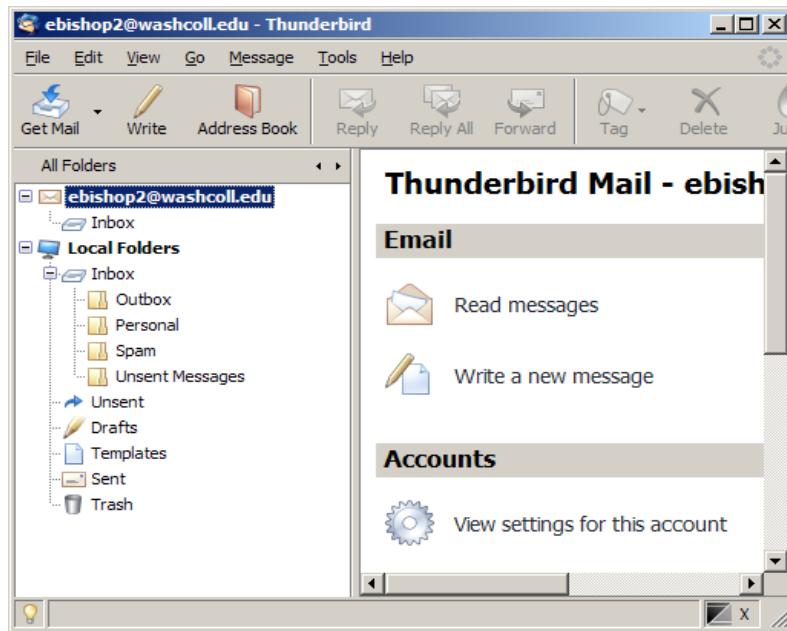 ebishop2@washcoll.edu - Thunderbird
File Edit View Go Message Tools Help
Get Mail Write Address Book Reply Reply All Forward Tag Delete Ju
All Folders
ebishop2@washcoll.edu
Inbox
Local Folders
Inbox
Outbox
Personal
Spam
Unsent Messages
Unsent
Drafts
Templates
Sent
Trash
Thunderbird Mail - ebish
Email
Read messages
Write a new message
Accounts
View settings for this account
X